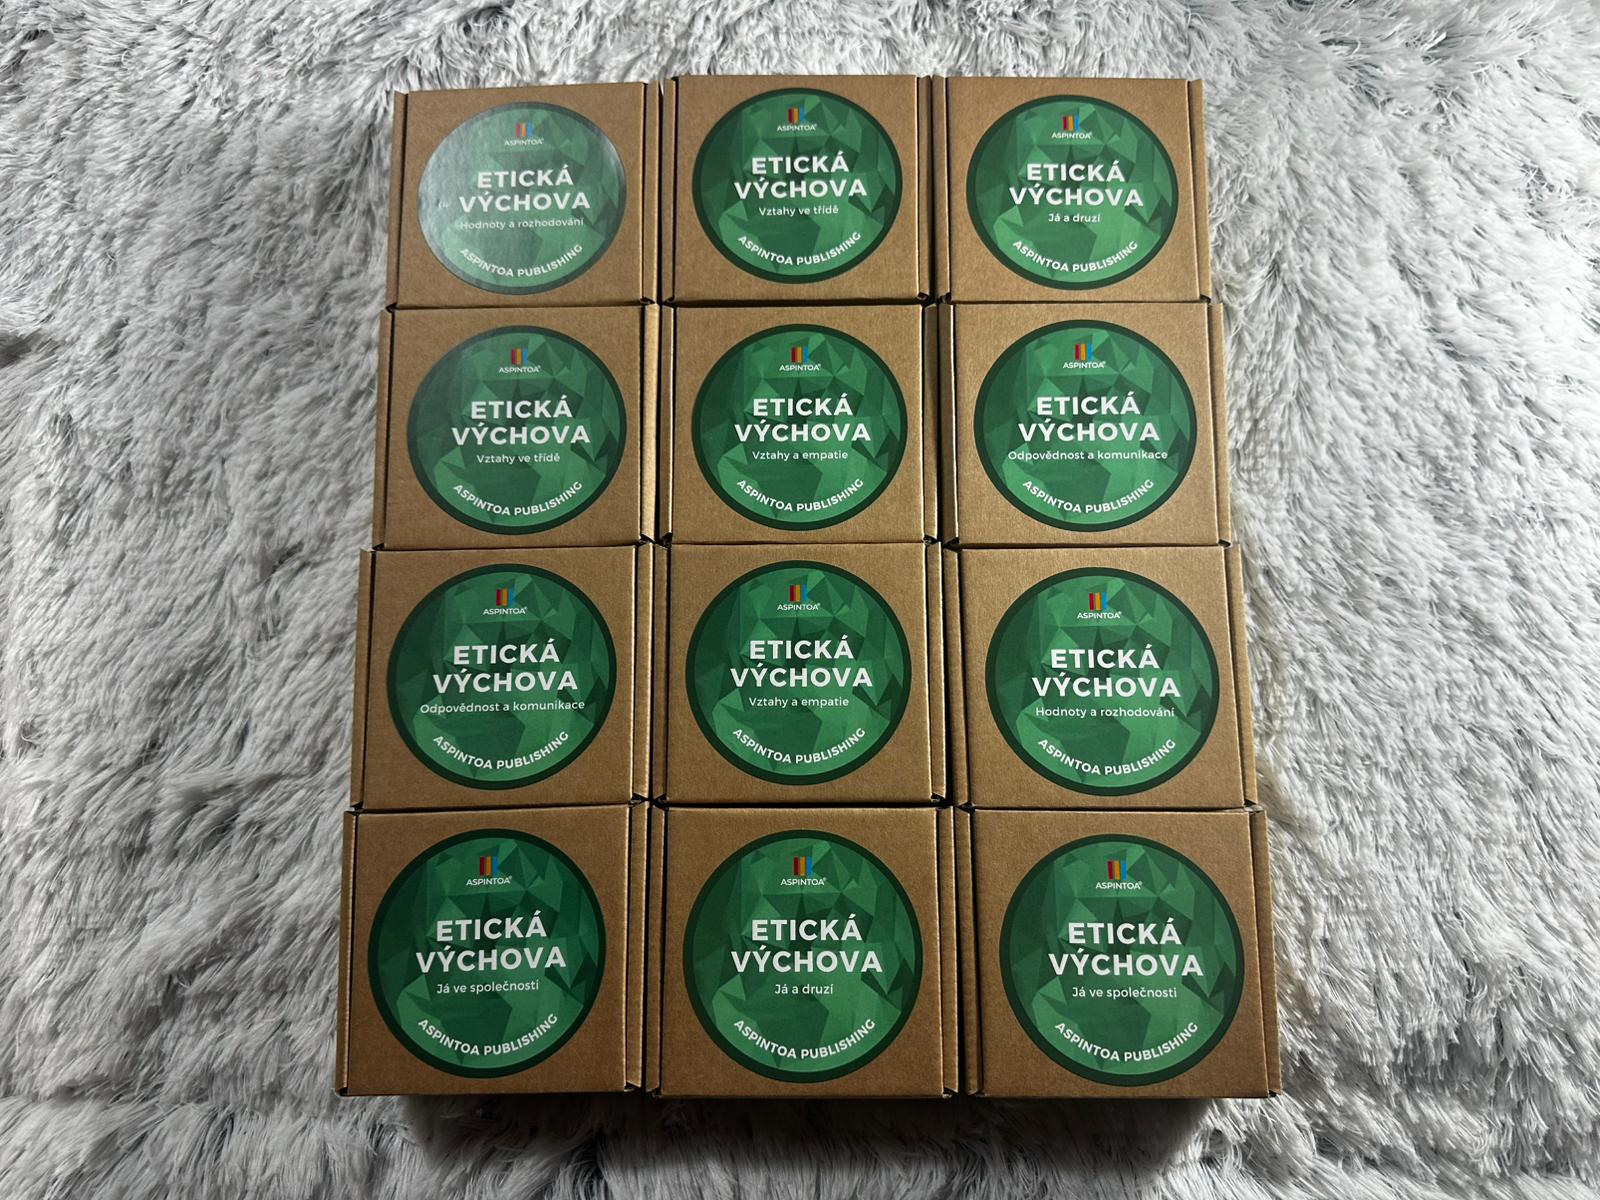 ASPINTOA®
ETICKÁ
VÝCHOVA
Hodnoty a rozhodování
ASPINTOA PUBLISHING
ASPINTOA®
ETICKÁ
VÝCHOVA
Vztahy ve třídě
ASPINTOA PUBLISHING
ASPINTOA®
ETICKÁ
VÝCHOVA
Já a druzí
ASPINTOA PUBLISHING
ASPINTOA®
ETICKÁ
VÝCHOVA
Vztahy ve třídě
ASPINTOA PUBLISHING
ASPINTOA®
ETICKÁ
VÝCHOVA
Vztahy a empatie
ASPINTOA PUBLISHING
ASPINTOA®
ETICKÁ
VÝCHOVA
Odpovědnost a komunikace
ASPINTOA PUBLISHING
ASPINTOA®
ETICKÁ
VÝCHOVA
Odpovědnost a komunikace
ASPINTOA PUBLISHING
ASPINTOA®
ETICKÁ
VÝCHOVA
Vztahy a empatie
ASPINTOA PUBLISHING
ASPINTOA®
ETICKÁ
VÝCHOVA
Hodnoty a rozhodování
ASPINTOA PUBLISHING
ASPINTOA®
ETICKÁ
VÝCHOVA
Já ve společnosti
ASPINTOA PUBLISHING
ASPINTOA®
ETICKÁ
VÝCHOVA
Já a druzí
ASPINTOA PUBLISHING
ASPINTOA®
ETICKÁ
VÝCHOVA
Já ve společnosti
ASPINTOA PUBLISHING